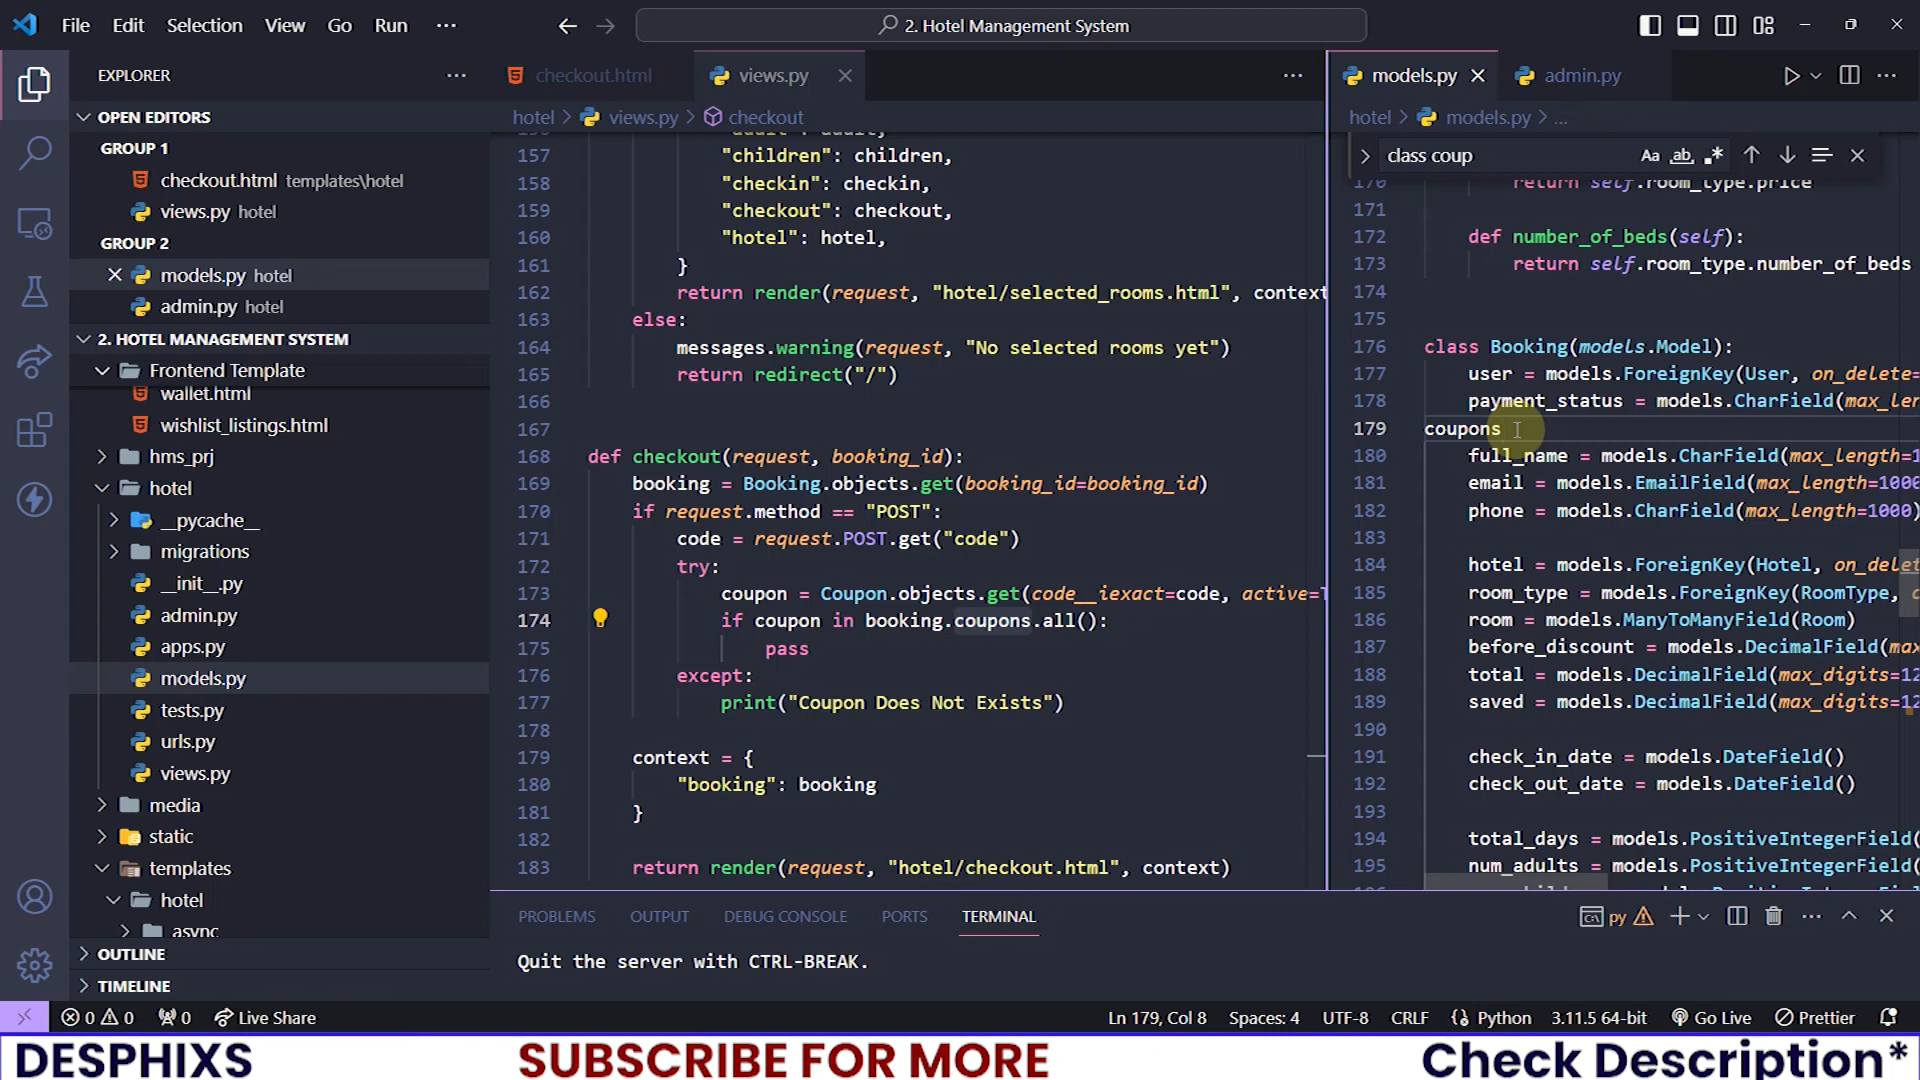 File Edit Selection View Go Run ... 2. Hotel Management System
EXPLORER
OPEN EDITORS
GROUP 1
checkout.html templates\hotel
views.py hotel
GROUP 2
models.py hotel
admin.py hotel
2. HOTEL MANAGEMENT SYSTEM
Frontend Template
wallet.html
wishlist_listings.html
hms_prj
hotel
__pycache__
migrations
__init__.py
admin.py
apps.py
models.py
tests.py
urls.py
views.py
media
static
templates
hotel
async
OUTLINE
TIMELINE
checkout.html views.py
hotel > views.py > checkout
157 "children": children,
158 "checkin": checkin,
159 "checkout": checkout,
160 "hotel": hotel,
161 }
162 return render(request, "hotel/selected_rooms.html", context
163 else:
164 messages.warning(request, "No selected rooms yet")
165 return redirect("/")
166
167
168 def checkout(request, booking_id):
169 booking = Booking.objects.get(booking_id=booking_id)
170 if request.method == "POST":
171 code = request.POST.get("code")
172 try:
173 coupon = Coupon.objects.get(code__iexact=code, active=T
174 if coupon in booking.coupons.all():
175 pass
176 except:
177 print("Coupon Does Not Exists")
178
179 context = {
180 "booking": booking
181 }
182
183 return render(request, "hotel/checkout.html", context)
models.py admin.py
hotel > models.py > ...
class coup Aa ab
170 return self.room_type.price
171
172 def number_of_beds(self):
173 return self.room_type.number_of_beds
174
175
176 class Booking(models.Model):
177 user = models.ForeignKey(User, on_delete=
178 payment_status = models.CharField(max_len
179 coupons
180 full_name = models.CharField(max_length=1
181 email = models.EmailField(max_length=1000
182 phone = models.CharField(max_length=1000)
183
184 hotel = models.ForeignKey(Hotel, on_delet
185 room_type = models.ForeignKey(RoomType,
186 room = models.ManyToManyField(Room)
187 before_discount = models.DecimalField(max
188 total = models.DecimalField(max_digits=12
189 saved = models.DecimalField(max_digits=12
190
191 check_in_date = models.DateField()
192 check_out_date = models.DateField()
193
194 total_days = models.PositiveIntegerField(
195 num_adults = models.PositiveIntegerField(
PROBLEMS OUTPUT DEBUG CONSOLE PORTS TERMINAL py
Quit the server with CTRL-BREAK.
0 0 0 Live Share Ln 179, Col 8 Spaces: 4 UTF-8 CRLF Python 3.11.5 64-bit Go Live Prettier
DESPHIXS SUBSCRIBE FOR MORE Check Description*